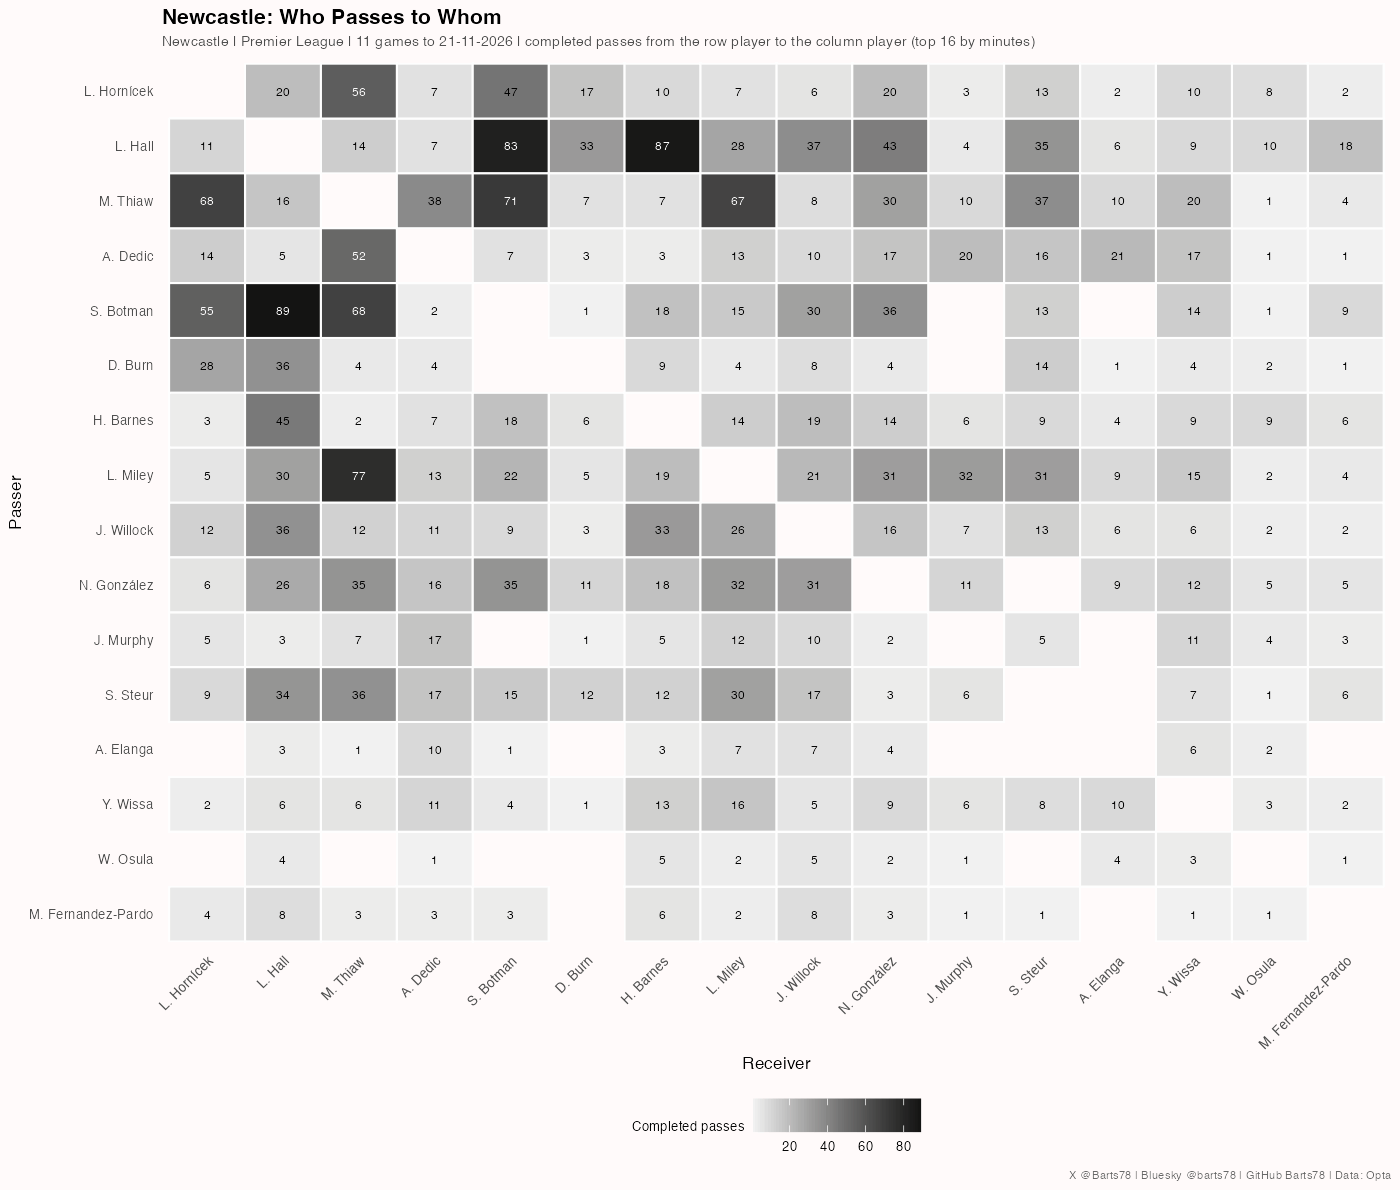 Newcastle: Who Passes to Whom
Newcastle | Premier League | 11 games to 21-11-2026 | completed passes from the row player to the column player (top 16 by minutes)
Passer
L. Hornícek 20 56 7 47 17 10 7 6 20 3 13 2 10 8 2
L. Hall 11 14 7 83 33 87 28 37 43 4 35 6 9 10 18
M. Thiaw 68 16 38 71 7 7 67 8 30 10 37 10 20 1 4
A. Dedic 14 5 52 7 3 3 13 10 17 20 16 21 17 1 1
S. Botman 55 89 68 2 1 18 15 30 36 13 14 1 9
D. Burn 28 36 4 4 9 4 8 4 14 1 4 2 1
H. Barnes 3 45 2 7 18 6 14 19 14 6 9 4 9 9 6
L. Miley 5 30 77 13 22 5 19 21 31 32 31 9 15 2 4
J. Willock 12 36 12 11 9 3 33 26 16 7 13 6 6 2 2
N. González 6 26 35 16 35 11 18 32 31 11 9 12 5 5
J. Murphy 5 3 7 17 1 5 12 10 2 5 11 4 3
S. Steur 9 34 36 17 15 12 12 30 17 3 6 7 1 6
A. Elanga 3 1 10 1 3 7 7 4 6 2
Y. Wissa 2 6 6 11 4 1 13 16 5 9 6 8 10 3 2
W. Osula 4 1 5 2 5 2 1 4 3 1
M. Fernandez-Pardo 4 8 3 3 3 6 2 8 3 1 1 1 1
L. Hornícek L. Hall M. Thiaw A. Dedic S. Botman D. Burn H. Barnes L. Miley J. Willock N. González J. Murphy S. Steur A. Elanga Y. Wissa W. Osula M. Fernandez-Pardo
Receiver
Completed passes
20 40 60 80
X @Barts78 | Bluesky @barts78 | GitHub Barts78 | Data: Opta